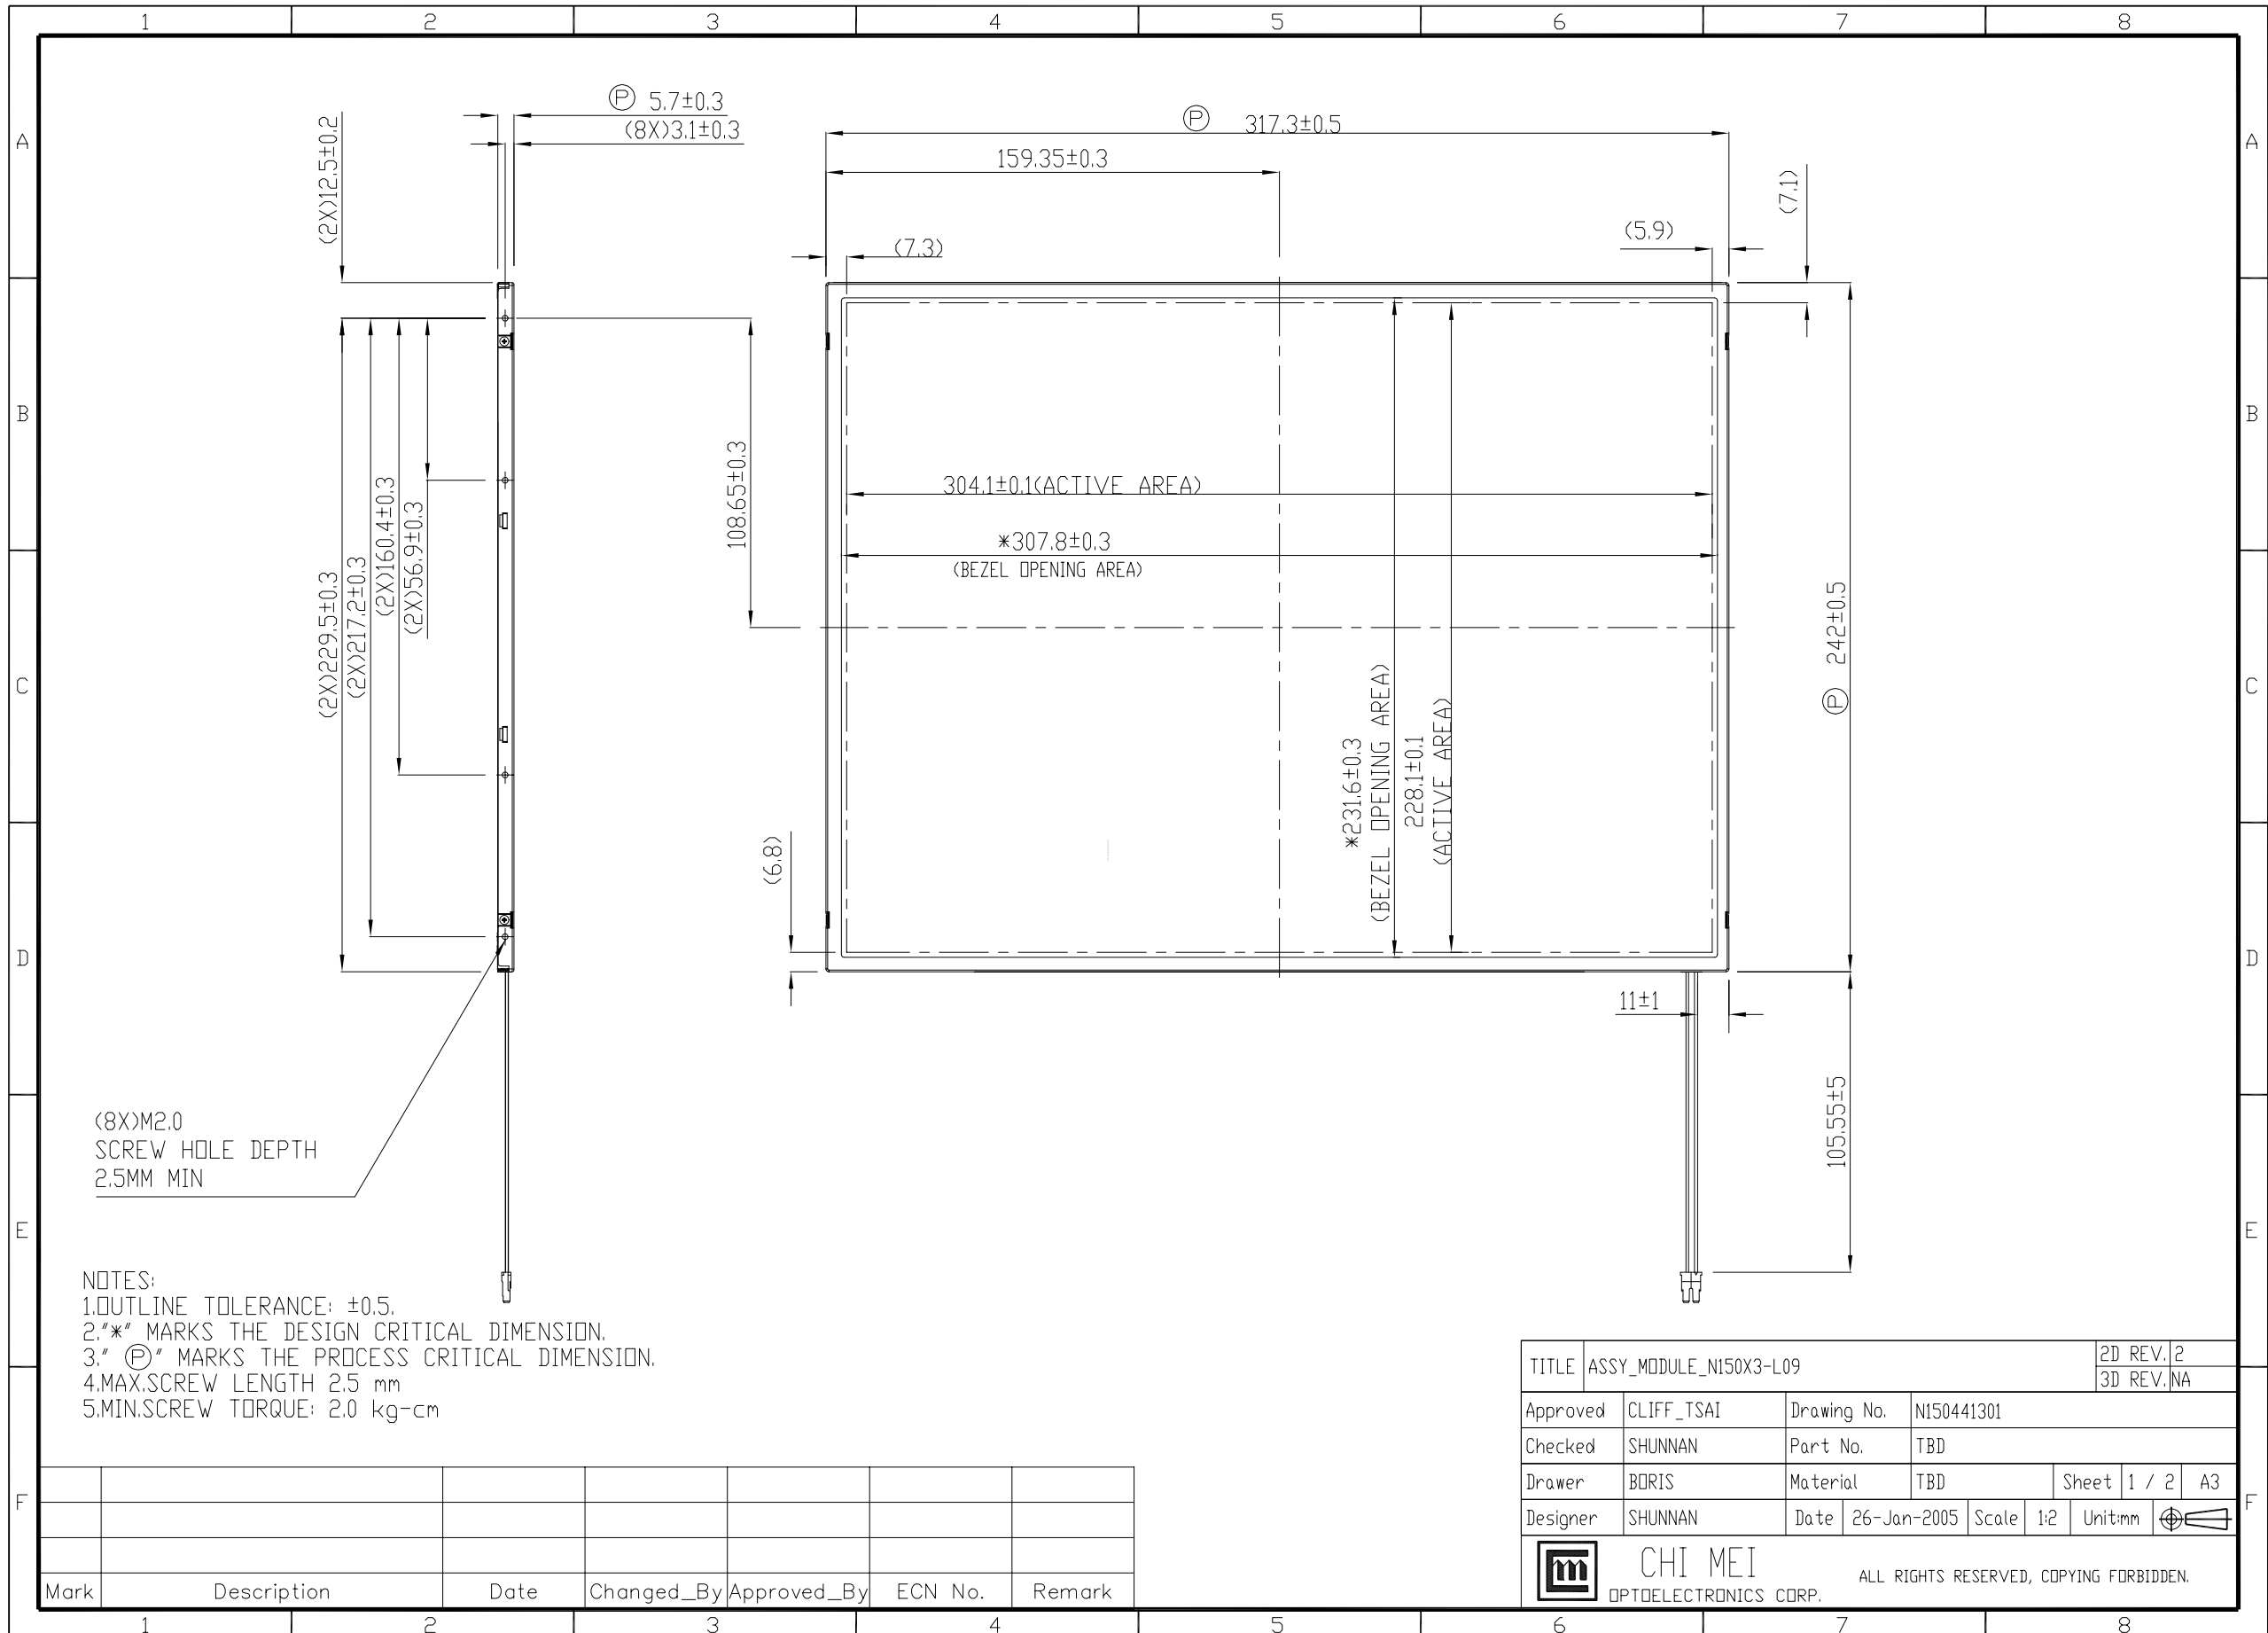 1 2 3 4 5 6 7 8
A
A
B
B
C
C
D
D
E
E
F
F
Ⓟ 5.7±0.3
(8X)3.1±0.3
(2X)12.5±0.2
(2X)229.5±0.3
(2X)217.2±0.3
(2X)160.4±0.3
(2X)56.9±0.3
Ⓟ 317.3±0.5
159.35±0.3
(7.3)
(5.9)
(7.1)
108.65±0.3
304.1±0.1(ACTIVE AREA)
*307.8±0.3
(BEZEL OPENING AREA)
*231.6±0.3
(BEZEL OPENING AREA)
228.1±0.1
(ACTIVE AREA)
Ⓟ 242±0.5
(6.8)
11±1
105.55±5
(8X)M2.0
SCREW HOLE DEPTH
2.5MM MIN
NOTES:
1.OUTLINE TOLERANCE: ±0.5.
2."*" MARKS THE DESIGN CRITICAL DIMENSION.
3." Ⓟ" MARKS THE PROCESS CRITICAL DIMENSION.
4.MAX.SCREW LENGTH 2.5 mm
5.MIN.SCREW TORQUE: 2.0 kg-cm
TITLE ASSY_MODULE_N150X3-L09 2D REV. 2
3D REV. NA
Approved CLIFF_TSAI Drawing No. N150441301
Checked SHUNNAN Part No. TBD
Drawer BORIS Material TBD Sheet 1 / 2 A3
Designer SHUNNAN Date 26-Jan-2005 Scale 1:2 Unit:mm
CHI MEI
OPTOELECTRONICS CORP.
ALL RIGHTS RESERVED, COPYING FORBIDDEN.
Mark Description Date Changed_By Approved_By ECN No. Remark
1 2 3 4 5 6 7 8